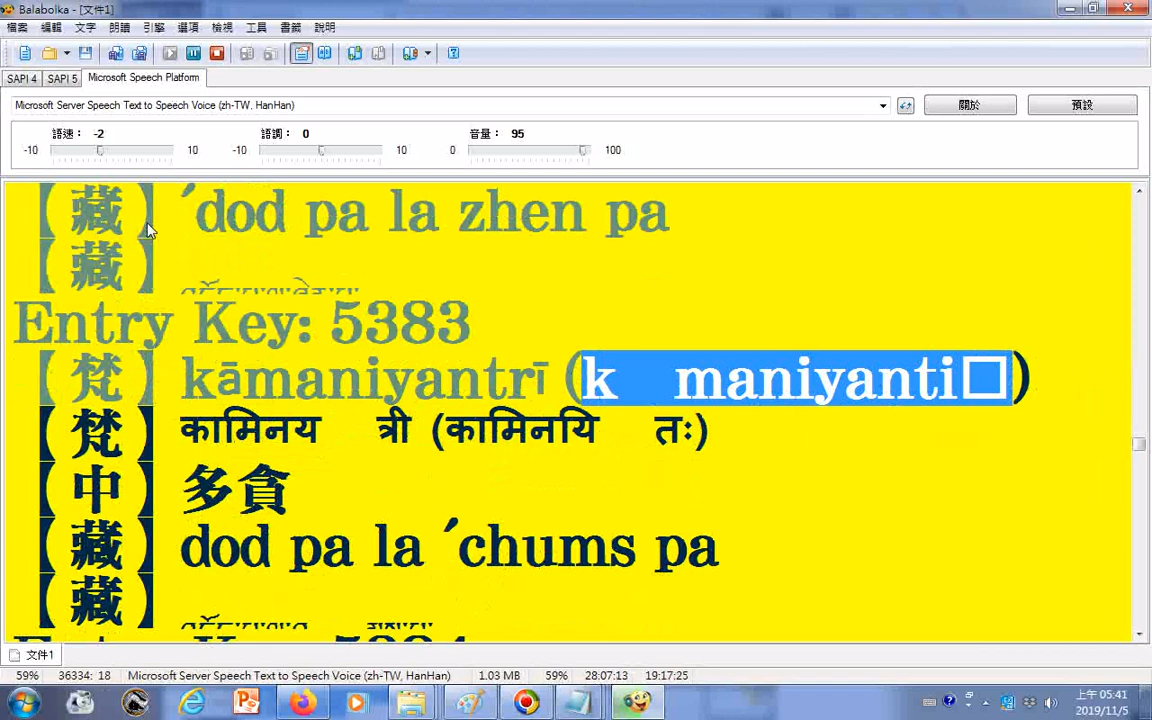 Balabolka - [文件1]
檔案 編輯 文字 朗讀 引擎 選項 檢視 工具 書籤 說明
SAPI 4 SAPI 5 Microsoft Speech Platform
Microsoft Server Speech Text to Speech Voice (zh-TW, HanHan) 關於 預設
語速： -2 語調： 0 音量： 95
-10 10 -10 10 0 100
【藏】 ′dod pa la zhen pa
【藏】
Entry Key: 5383
【梵】 kāmaniyantrī (k maniyanti□)
【梵】 कामिनय त्री (कामिनयि तः)
【中】 多貪
【藏】 dod pa la ′chums pa
【藏】
Entry Key: 5384
文件1
59% 36334: 18 Microsoft Server Speech Text to Speech Voice (zh-TW, HanHan) 1.03 MB 59% 28:07:13 19:17:25
上午 05:41
2019/11/5